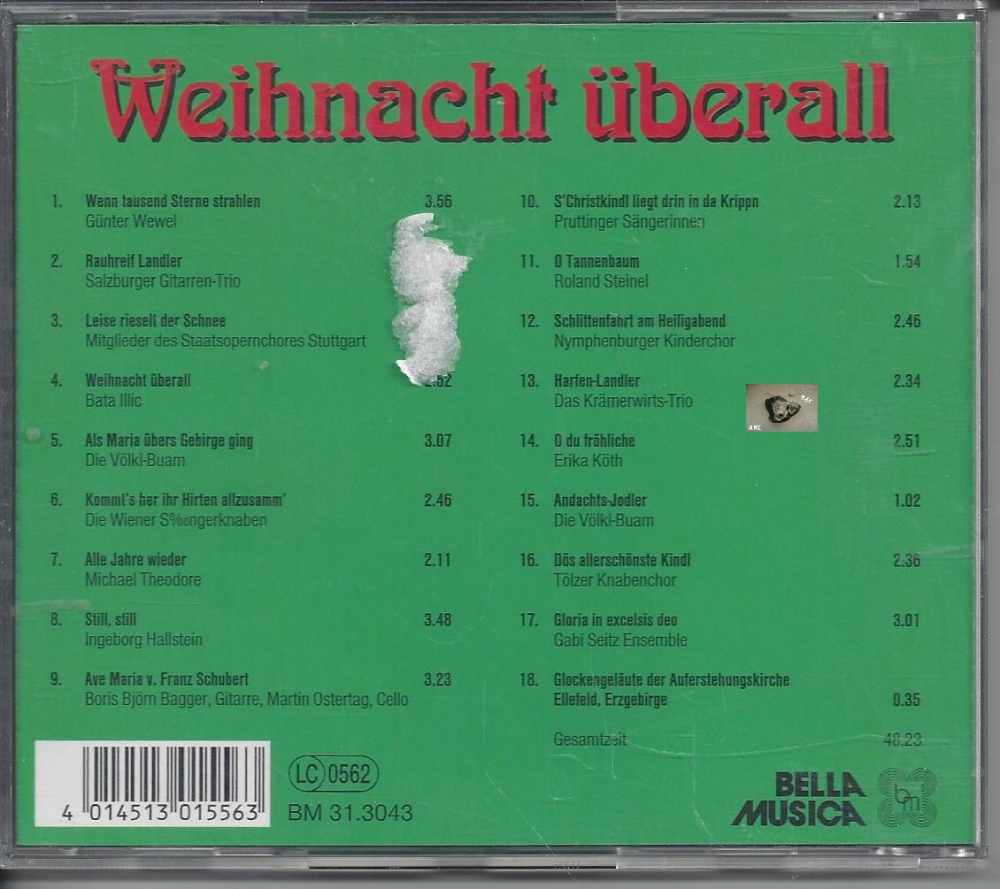 Weihnacht überall
1. Wenn tausend Sterne strahlen 3.56
Günter Wewel
2. Rauhreif Landler
Salzburger Gitarren-Trio
3. Leise rieselt der Schnee
Mitglieder des Staatsopernchores Stuttgart
4. Weihnacht überall
Bata Illic
5. Als Maria übers Gebirge ging 3.07
Die Völkl-Buam
6. Kommt's her ihr Hirten allzusamm' 2.46
Die Wiener S‰ngerknaben
7. Alle Jahre wieder 2.11
Michael Theodore
8. Still, still 3.48
Ingeborg Hallstein
9. Ave Maria v. Franz Schubert 3.23
Boris Björn Bagger, Gitarre, Martin Ostertag, Cello
10. S'Christkindl liegt drin in da Krippn 2.13
Pruttinger Sängerinnen
11. O Tannenbaum 1.54
Roland Steinel
12. Schlittenfahrt am Heiligabend 2.46
Nymphenburger Kinderchor
13. Harfen-Landler 2.34
Das Krämerwirts-Trio
14. O du fröhliche 2.51
Erika Köth
15. Andachts-Jodler 1.02
Die Völkl-Buam
16. Dös allerschönste Kindl 2.36
Tölzer Knabenchor
17. Gloria in excelsis deo 3.01
Gabi Seitz Ensemble
18. Glockengeläute der Auferstehungskirche
Ellefeld, Erzgebirge 0.35
Gesamtzeit 48.23
4 014513 015563
LC 0562
BM 31.3043
BELLA
MUSICA
bm